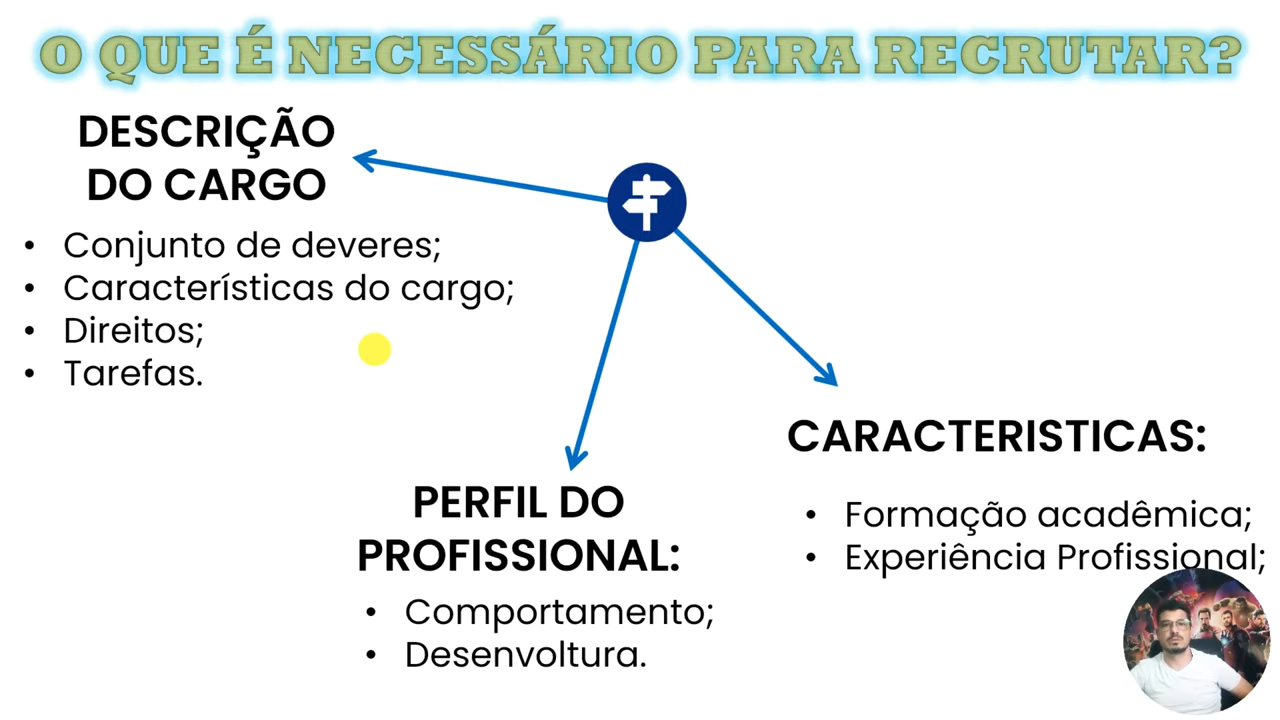 O QUE É NECESSÁRIO PARA RECRUTAR?
DESCRIÇÃO
DO CARGO
• Conjunto de deveres;
• Características do cargo;
• Direitos;
• Tarefas.
PERFIL DO
PROFISSIONAL:
• Comportamento;
• Desenvoltura.
CARACTERISTICAS:
• Formação acadêmica;
• Experiência Profissional;